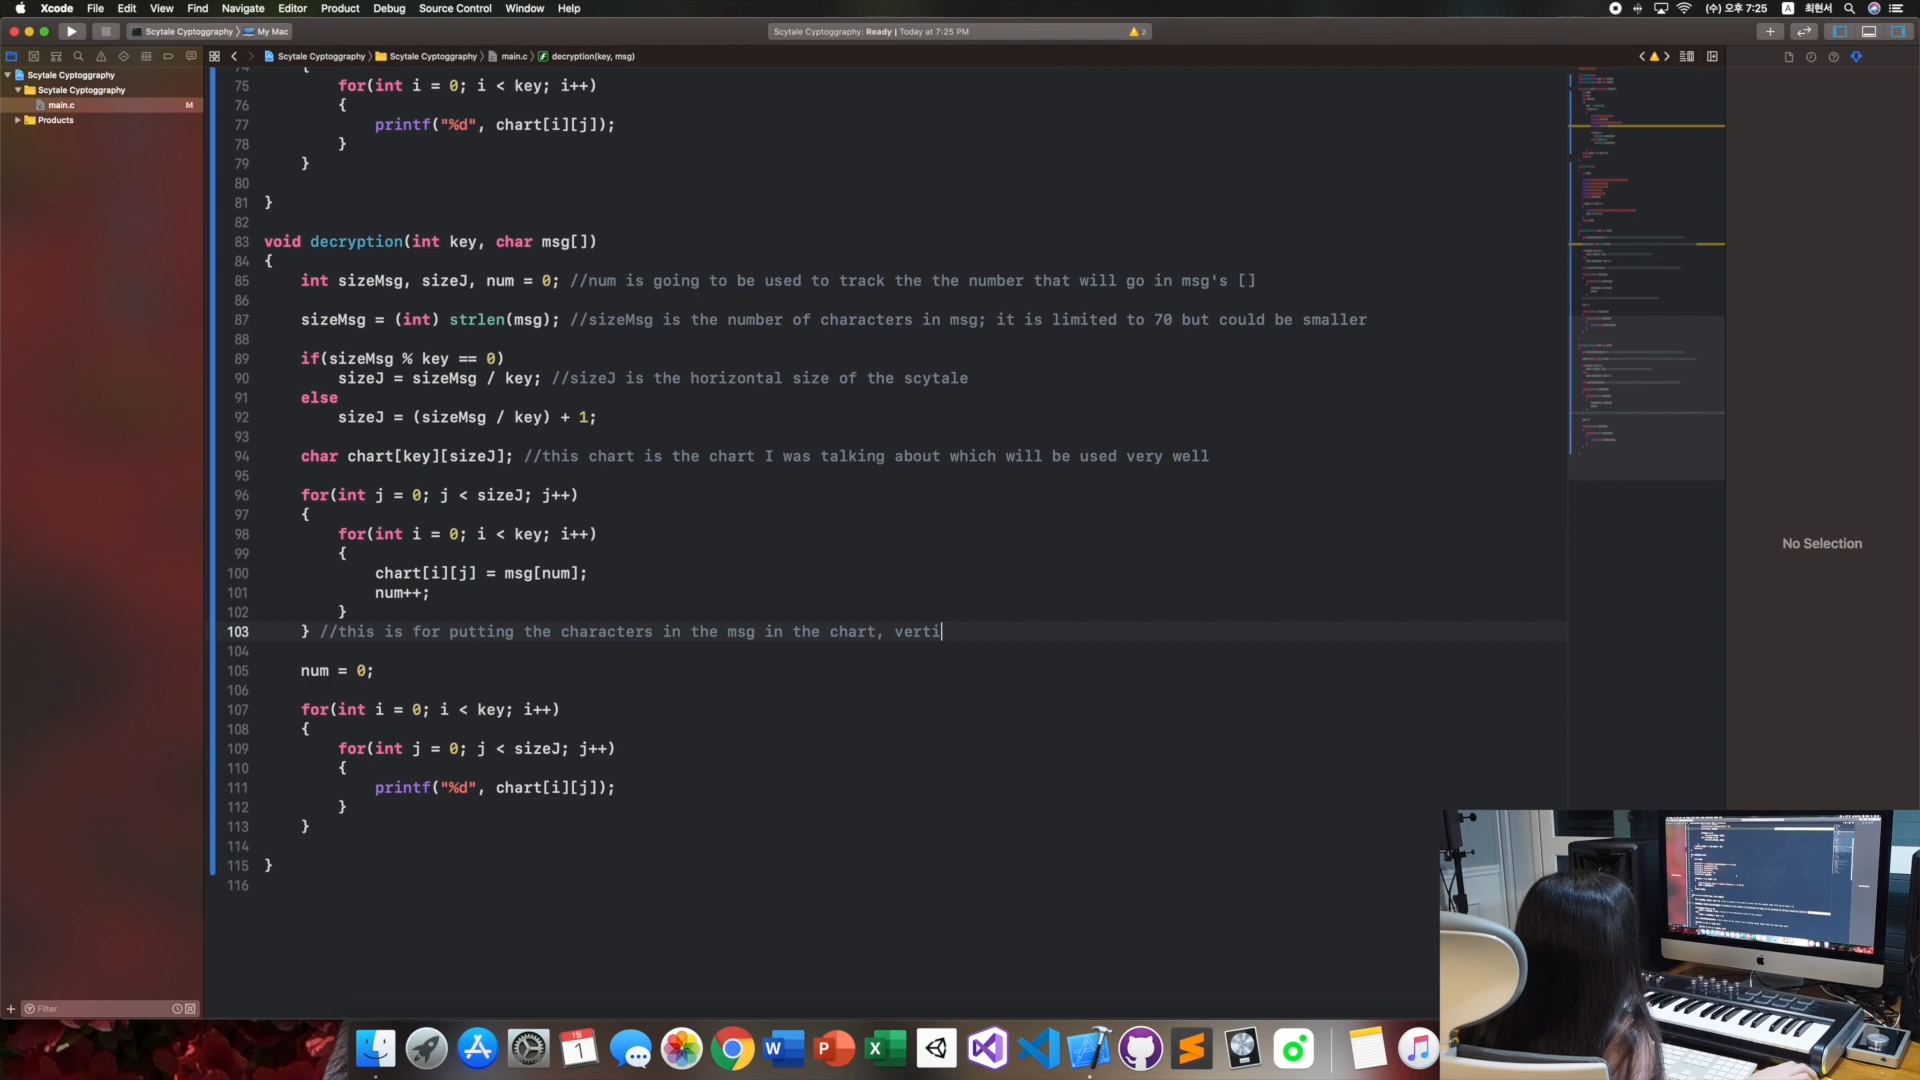 Xcode File Edit View Find Navigate Editor Product Debug Source Control Window Help
(수) 오후 7:25 A 최현서
Scytale Cyptoggraphy My Mac
Scytale Cyptoggraphy: Ready | Today at 7:25 PM
2
Scytale Cyptoggraphy Scytale Cyptoggraphy main.c decryption(key, msg)
Scytale Cyptoggraphy
Scytale Cyptoggraphy
main.c M
Products
74 {
75 for(int i = 0; i < key; i++)
76 {
77 printf("%d", chart[i][j]);
78 }
79 }
80
81 }
82
83 void decryption(int key, char msg[])
84 {
85 int sizeMsg, sizeJ, num = 0; //num is going to be used to track the the number that will go in msg's []
86
87 sizeMsg = (int) strlen(msg); //sizeMsg is the number of characters in msg; it is limited to 70 but could be smaller
88
89 if(sizeMsg % key == 0)
90 sizeJ = sizeMsg / key; //sizeJ is the horizontal size of the scytale
91 else
92 sizeJ = (sizeMsg / key) + 1;
93
94 char chart[key][sizeJ]; //this chart is the chart I was talking about which will be used very well
95
96 for(int j = 0; j < sizeJ; j++)
97 {
98 for(int i = 0; i < key; i++)
99 {
100 chart[i][j] = msg[num];
101 num++;
102 }
103 } //this is for putting the characters in the msg in the chart, verti
104
105 num = 0;
106
107 for(int i = 0; i < key; i++)
108 {
109 for(int j = 0; j < sizeJ; j++)
110 {
111 printf("%d", chart[i][j]);
112 }
113 }
114
115 }
116
No Selection
Filter
1
W
P
X